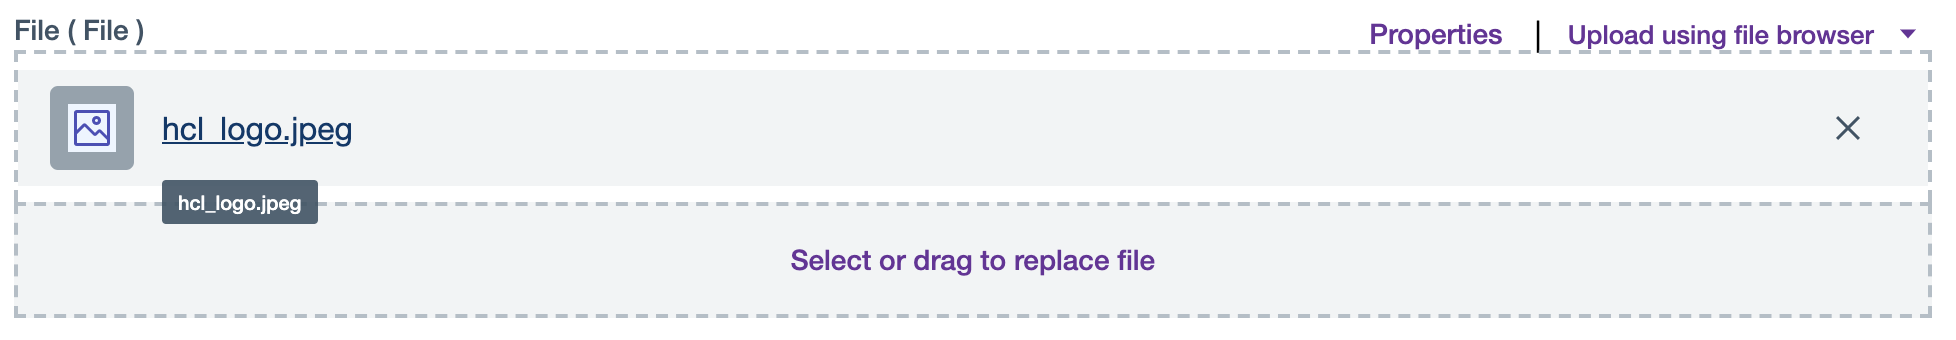 File ( File )
Properties | Upload using file browser
hcl_logo.jpeg
hcl_logo.jpeg
Select or drag to replace file